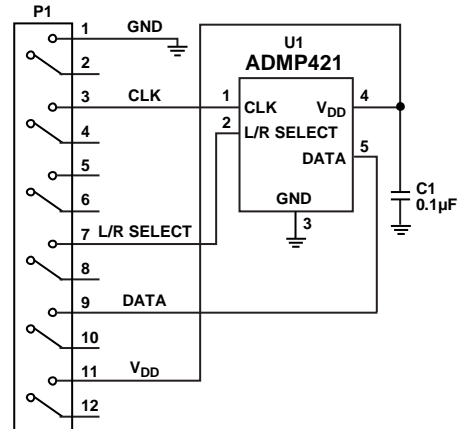 P1
1 GND
2
3 CLK
4
5
6
7 L/R SELECT
8
9 DATA
10
11 VDD
12
U1
ADMP421
1 CLK
2 L/R SELECT
VDD 4
DATA 5
GND
3
C1
0.1µF